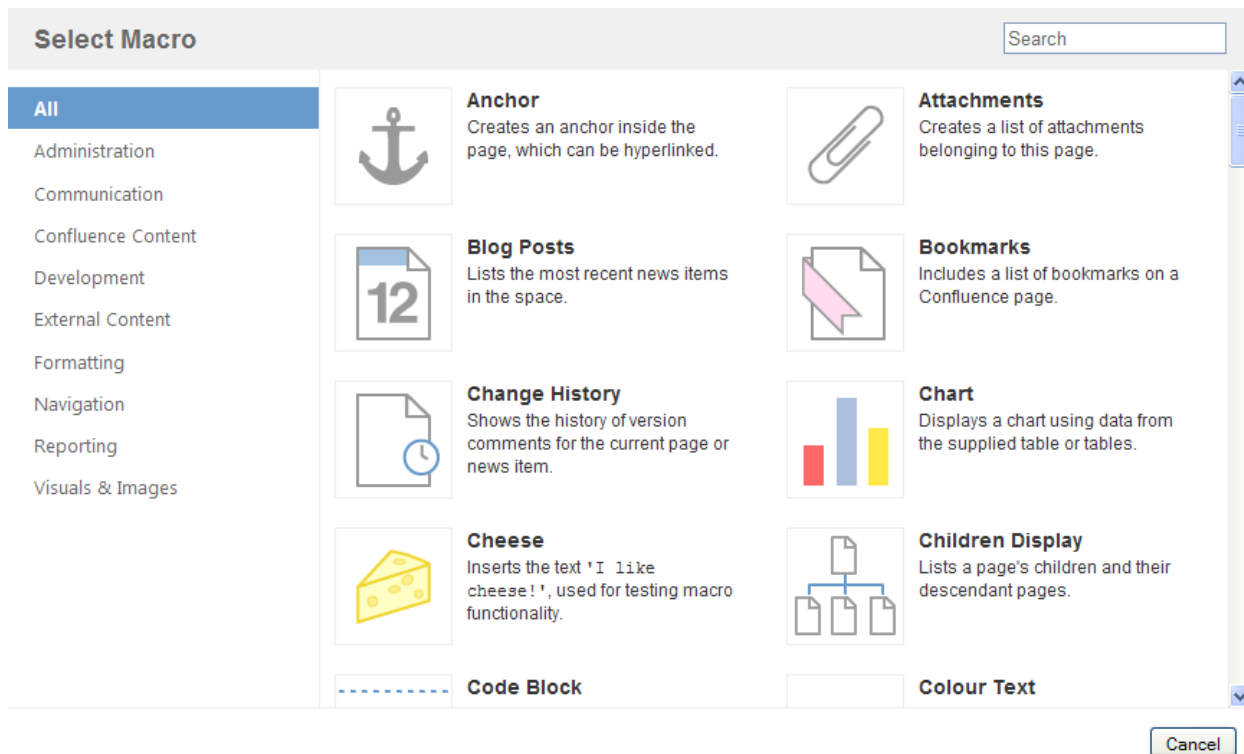 Select Macro
Search
All
Administration
Communication
Confluence Content
Development
External Content
Formatting
Navigation
Reporting
Visuals & Images
Anchor
Creates an anchor inside the
page, which can be hyperlinked.
Attachments
Creates a list of attachments
belonging to this page.
12
Blog Posts
Lists the most recent news items
in the space.
Bookmarks
Includes a list of bookmarks on a
Confluence page.
Change History
Shows the history of version
comments for the current page or
news item.
Chart
Displays a chart using data from
the supplied table or tables.
Cheese
Inserts the text 'I like
cheese!', used for testing macro
functionality.
Children Display
Lists a page's children and their
descendant pages.
Code Block
Colour Text
Cancel